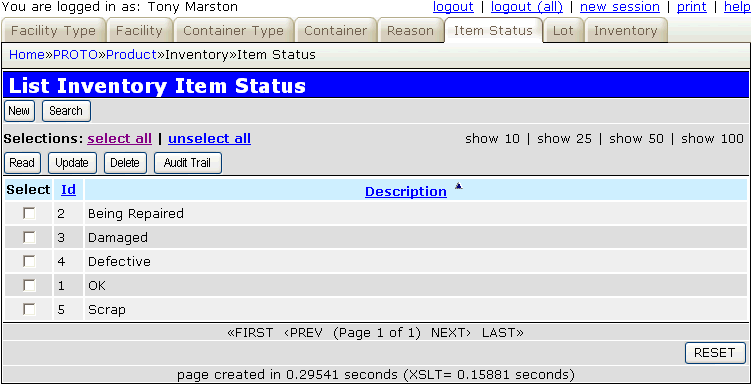 You are logged in as: Tony Marston logout | logout (all) | new session | print | help
Facility Type Facility Container Type Container Reason Item Status Lot Inventory
Home»PROTO»Product»Inventory»Item Status
List Inventory Item Status
New Search
Selections: select all | unselect all show 10 | show 25 | show 50 | show 100
Read Update Delete Audit Trail
Select Id Description
2 Being Repaired
3 Damaged
4 Defective
1 OK
5 Scrap
«FIRST ‹PREV (Page 1 of 1) NEXT› LAST»
RESET
page created in 0.29541 seconds (XSLT= 0.15881 seconds)